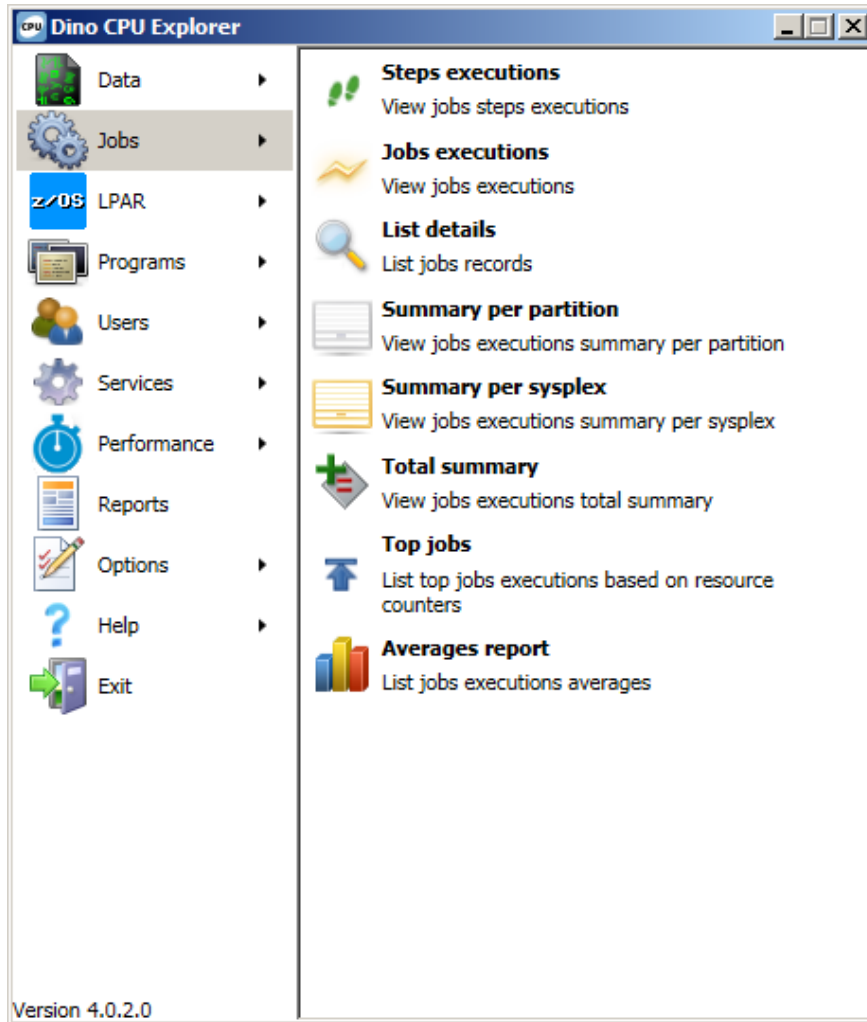 CPU Dino CPU Explorer
Data
Jobs
z/OS LPAR
Programs
Users
Services
Performance
Reports
Options
Help
Exit
Version 4.0.2.0
Steps executions
View jobs steps executions
Jobs executions
View jobs executions
List details
List jobs records
Summary per partition
View jobs executions summary per partition
Summary per sysplex
View jobs executions summary per sysplex
Total summary
View jobs executions total summary
Top jobs
List top jobs executions based on resource
counters
Averages report
List jobs executions averages